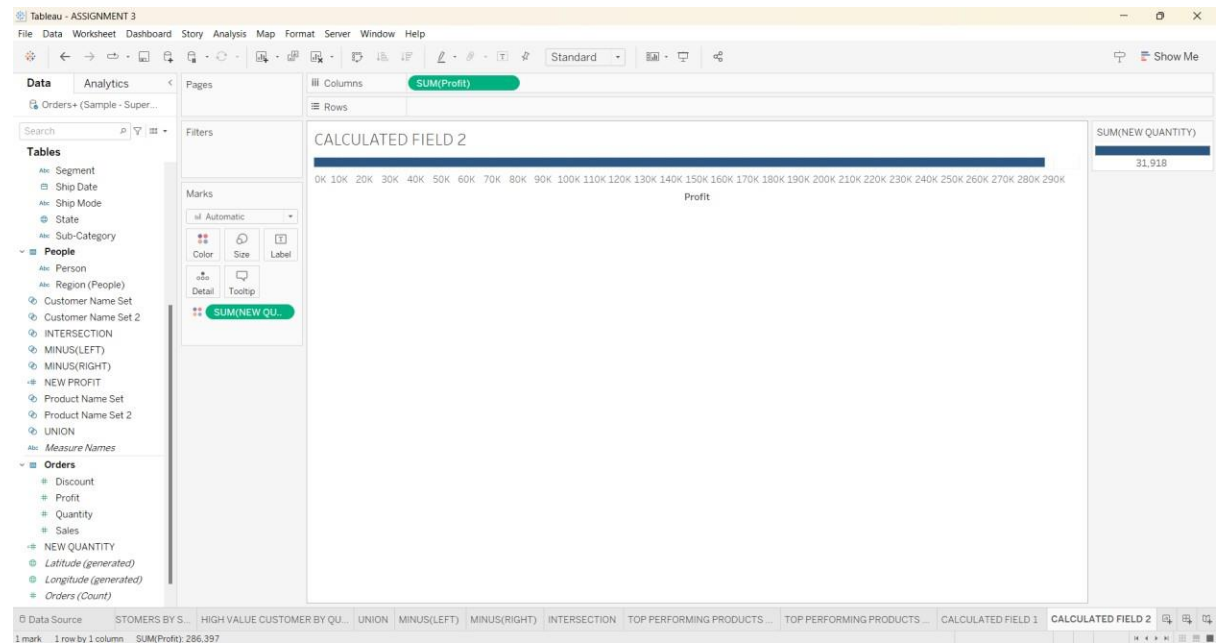 Tableau - ASSIGNMENT 3
File Data Worksheet Dashboard Story Analysis Map Format Server Window Help
Standard
Show Me
Data Analytics
Orders+ (Sample - Super...
Search
Tables
Abc Segment
Ship Date
Abc Ship Mode
State
Abc Sub-Category
People
Abc Person
Abc Region (People)
Customer Name Set
Customer Name Set 2
INTERSECTION
MINUS(LEFT)
MINUS(RIGHT)
=# NEW PROFIT
Product Name Set
Product Name Set 2
UNION
Abc Measure Names
Orders
# Discount
# Profit
# Quantity
# Sales
=# NEW QUANTITY
Latitude (generated)
Longitude (generated)
# Orders (Count)
Pages
Filters
Marks
Automatic
Color Size Label
Detail Tooltip
SUM(NEW QU..
Columns SUM(Profit)
Rows
CALCULATED FIELD 2
0K 10K 20K 30K 40K 50K 60K 70K 80K 90K 100K 110K 120K 130K 140K 150K 160K 170K 180K 190K 200K 210K 220K 230K 240K 250K 260K 270K 280K 290K
Profit
SUM(NEW QUANTITY)
31,918
Data Source STOMERS BY S... HIGH VALUE CUSTOMER BY QU... UNION MINUS(LEFT) MINUS(RIGHT) INTERSECTION TOP PERFORMING PRODUCTS ... TOP PERFORMING PRODUCTS ... CALCULATED FIELD 1 CALCULATED FIELD 2
1 mark 1 row by 1 column SUM(Profit): 286,397